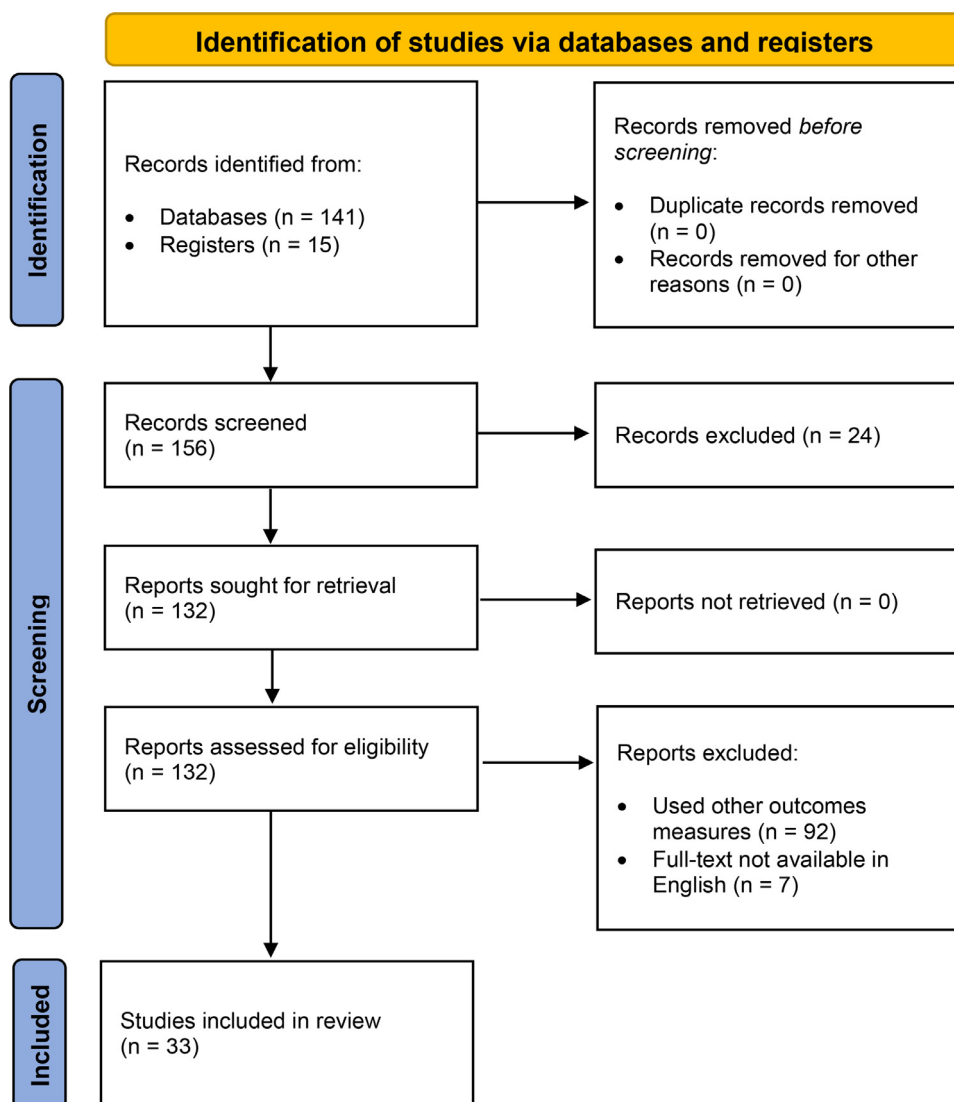 Identification of studies via databases and registers
Identification
Records identified from:
• Databases (n = 141)
• Registers (n = 15)
Records removed before
screening:
• Duplicate records removed
(n = 0)
• Records removed for other
reasons (n = 0)
Screening
Records screened
(n = 156)
Records excluded (n = 24)
Reports sought for retrieval
(n = 132)
Reports not retrieved (n = 0)
Reports assessed for eligibility
(n = 132)
Reports excluded:
• Used other outcomes
measures (n = 92)
• Full-text not available in
English (n = 7)
Included
Studies included in review
(n = 33)